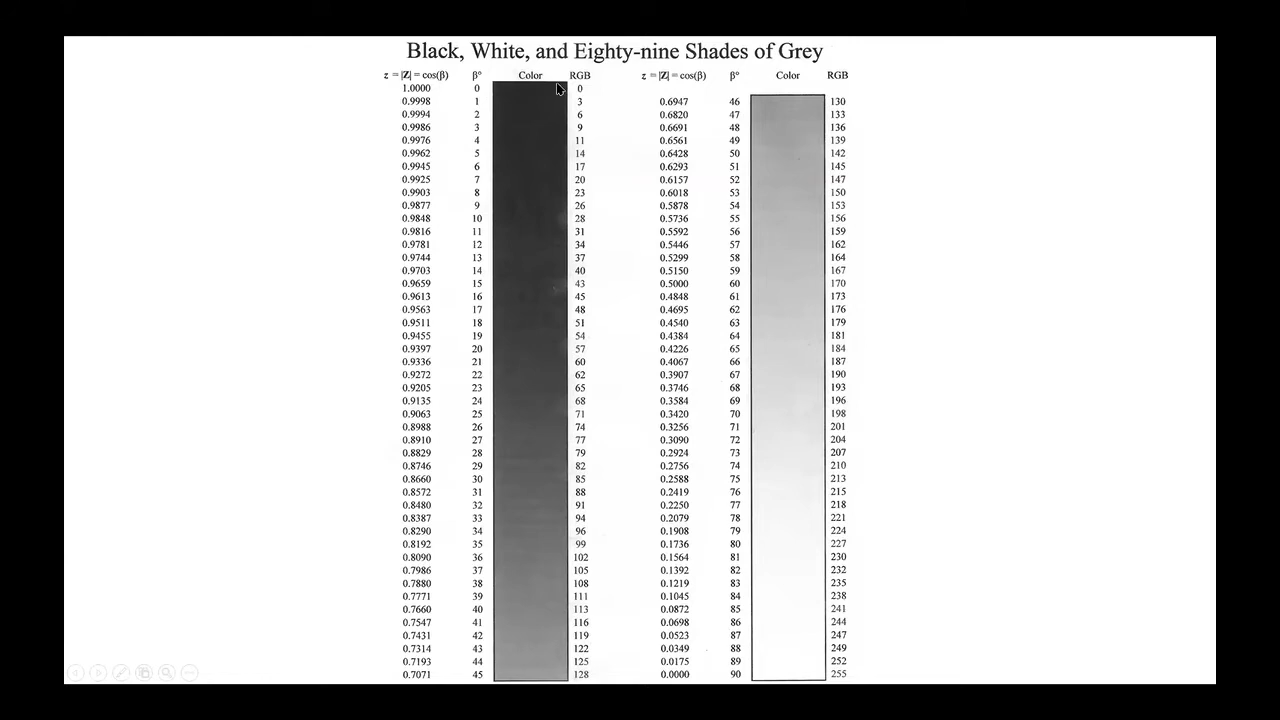 Black, White, and Eighty-nine Shades of Grey
z = |Z| = cos(β) β° Color RGB z = |Z| = cos(β) β° Color RGB
1.0000 0 0
0.9998 1 3 0.6947 46 130
0.9994 2 6 0.6820 47 133
0.9986 3 9 0.6691 48 136
0.9976 4 11 0.6561 49 139
0.9962 5 14 0.6428 50 142
0.9945 6 17 0.6293 51 145
0.9925 7 20 0.6157 52 147
0.9903 8 23 0.6018 53 150
0.9877 9 26 0.5878 54 153
0.9848 10 28 0.5736 55 156
0.9816 11 31 0.5592 56 159
0.9781 12 34 0.5446 57 162
0.9744 13 37 0.5299 58 164
0.9703 14 40 0.5150 59 167
0.9659 15 43 0.5000 60 170
0.9613 16 45 0.4848 61 173
0.9563 17 48 0.4695 62 176
0.9511 18 51 0.4540 63 179
0.9455 19 54 0.4384 64 181
0.9397 20 57 0.4226 65 184
0.9336 21 60 0.4067 66 187
0.9272 22 62 0.3907 67 190
0.9205 23 65 0.3746 68 193
0.9135 24 68 0.3584 69 196
0.9063 25 71 0.3420 70 198
0.8988 26 74 0.3256 71 201
0.8910 27 77 0.3090 72 204
0.8829 28 79 0.2924 73 207
0.8746 29 82 0.2756 74 210
0.8660 30 85 0.2588 75 213
0.8572 31 88 0.2419 76 215
0.8480 32 91 0.2250 77 218
0.8387 33 94 0.2079 78 221
0.8290 34 96 0.1908 79 224
0.8192 35 99 0.1736 80 227
0.8090 36 102 0.1564 81 230
0.7986 37 105 0.1392 82 232
0.7880 38 108 0.1219 83 235
0.7771 39 111 0.1045 84 238
0.7660 40 113 0.0872 85 241
0.7547 41 116 0.0698 86 244
0.7431 42 119 0.0523 87 247
0.7314 43 122 0.0349 88 249
0.7193 44 125 0.0175 89 252
0.7071 45 128 0.0000 90 255